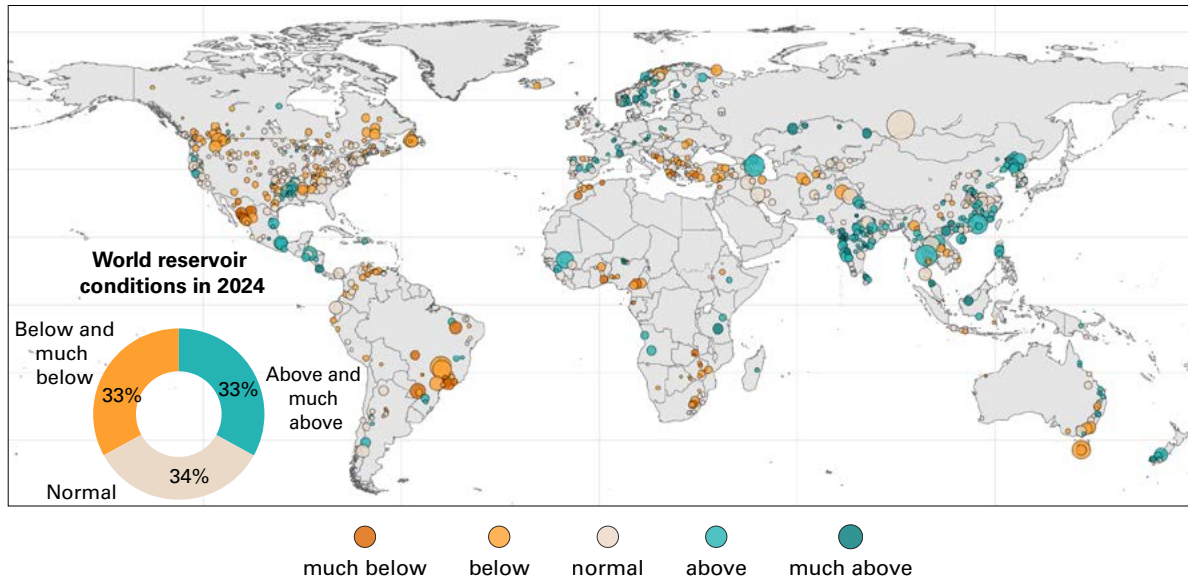 World reservoir
conditions in 2024
Below and
much
below
33%
33%
Above and
much
above
34%
Normal
much below
below
normal
above
much above